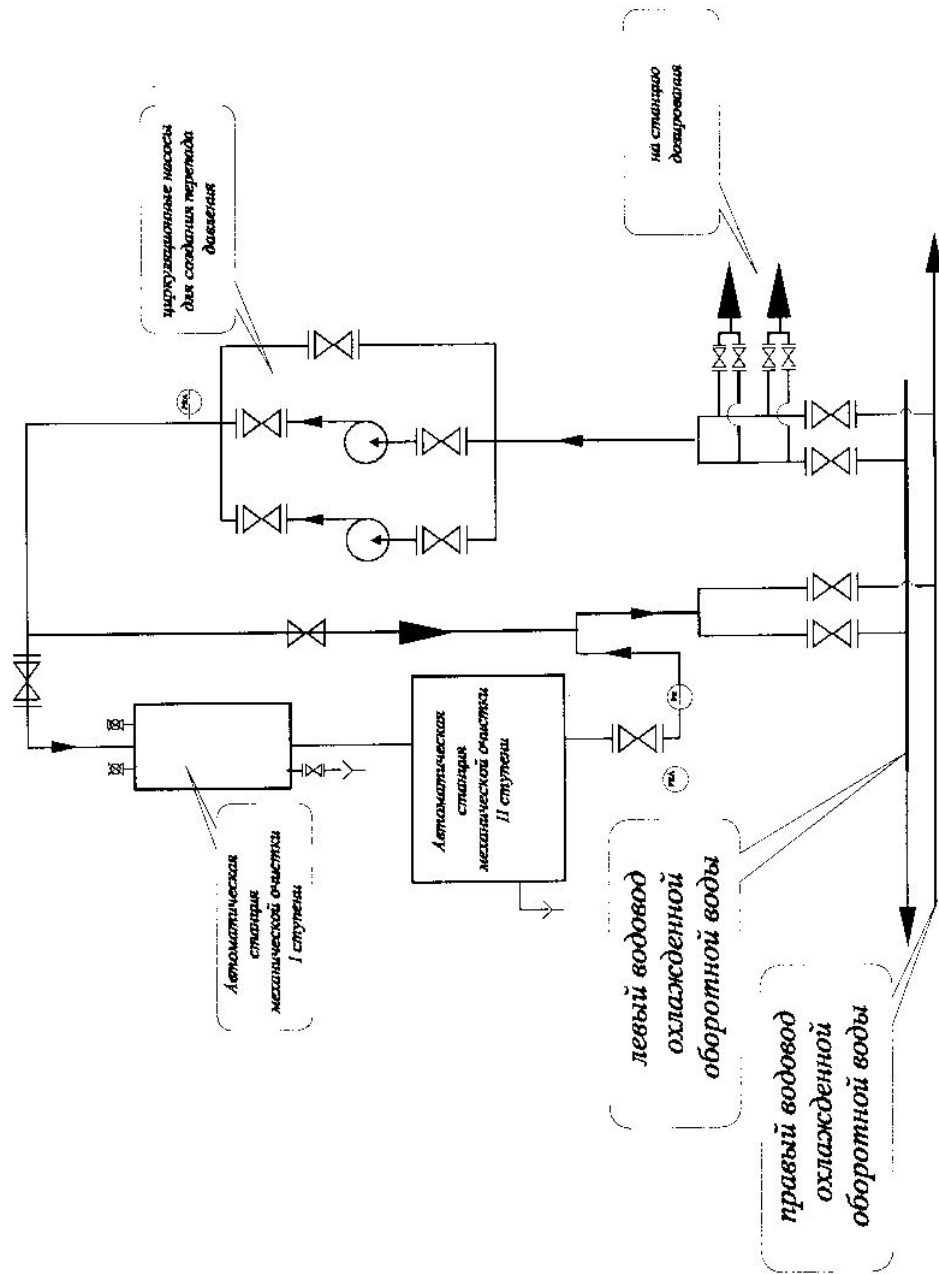 циркуляционные насосы
для создания перепада
давления
на станцию
дозирования
Автоматическая
станция
механической очистки
I ступени
Автоматическая
станция
механической очистки
II ступени
левый водовод
охлажденной
оборотной воды
правый водовод
охлажденной
оборотной воды